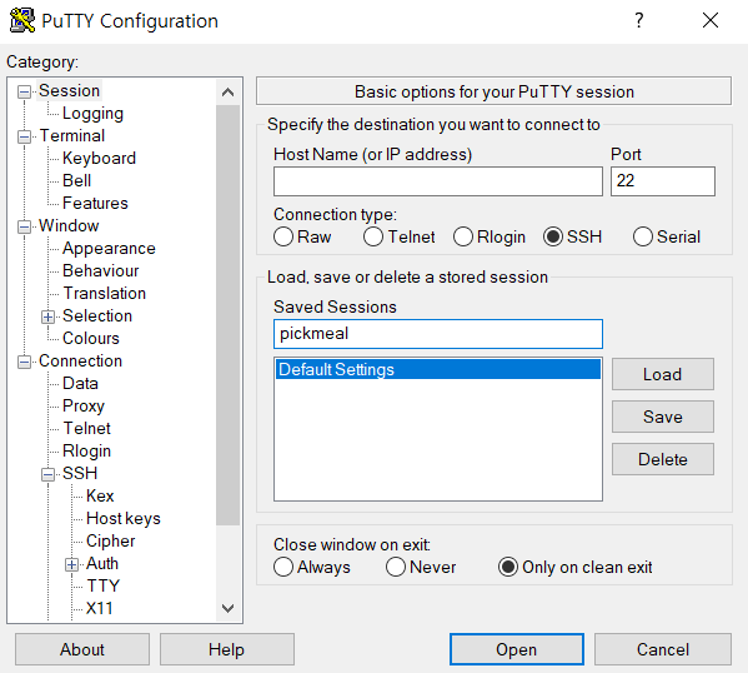 PuTTY Configuration
?
Category:
Session
Logging
Terminal
Keyboard
Bell
Features
Window
Appearance
Behaviour
Translation
Selection
Colours
Connection
Data
Proxy
Telnet
Rlogin
SSH
Kex
Host keys
Cipher
Auth
TTY
X11
Basic options for your PuTTY session
Specify the destination you want to connect to
Host Name (or IP address) Port
22
Connection type:
Raw Telnet Rlogin SSH Serial
Load, save or delete a stored session
Saved Sessions
pickmeal
Default Settings
Load
Save
Delete
Close window on exit:
Always Never Only on clean exit
About Help Open Cancel